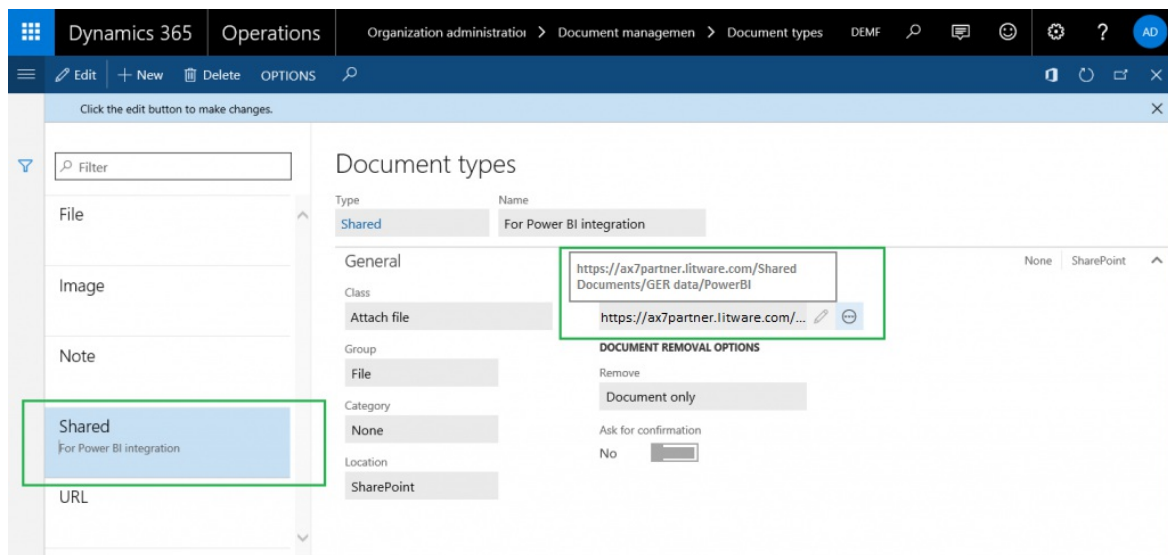 Dynamics 365 Operations Organization administration > Document managemen > Document types DEMF ? AD
Edit + New Delete OPTIONS
Click the edit button to make changes.
Filter
File
Image
Note
Shared
For Power BI integration
URL
Document types
Type Name
Shared For Power BI integration
General None SharePoint
https://ax7partner.litware.com/Shared
Documents/GER data/PowerBI
Class
Attach file https://ax7partner.litware.com/...
Group DOCUMENT REMOVAL OPTIONS
File Remove
Document only
Category
None Ask for confirmation
No
Location
SharePoint